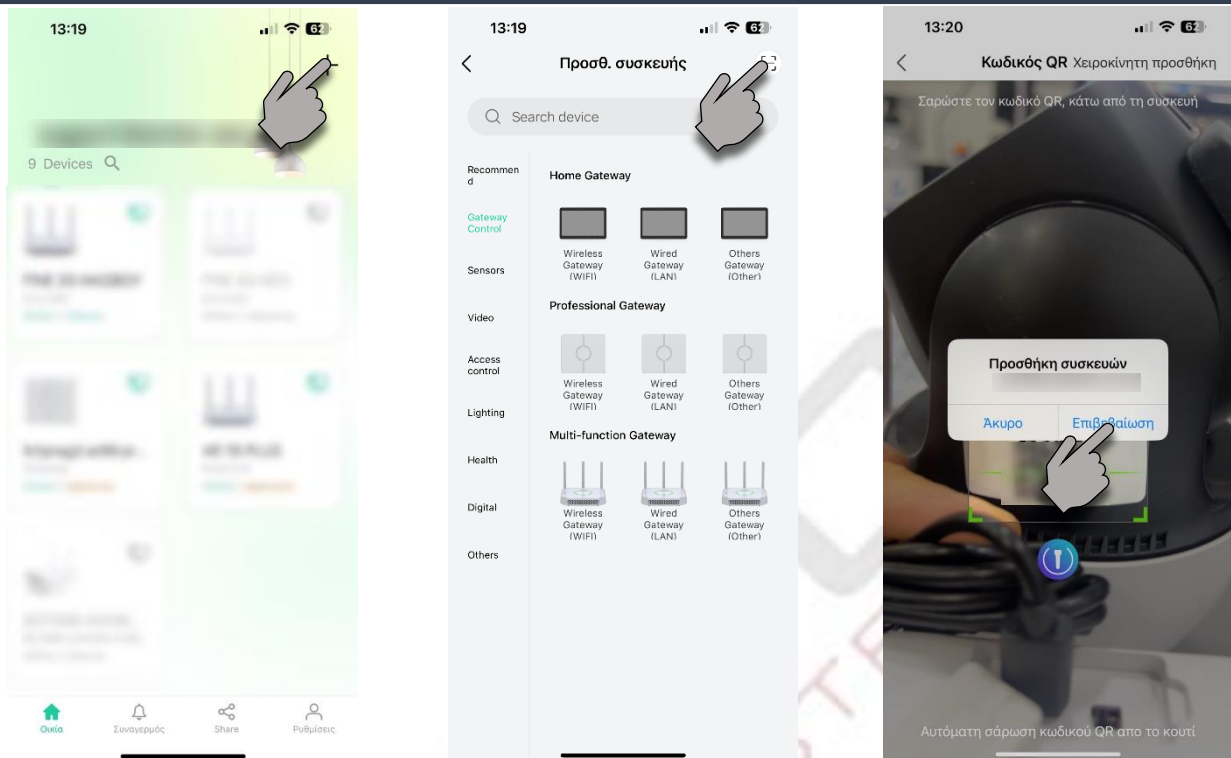 13:19
62
9 Devices
Οικία
Συναγερμός
Share
Ρυθμίσεις
13:19
62
Προσθ. συσκευής
Search device
Recommen
d
Gateway
Control
Sensors
Video
Access
control
Lighting
Health
Digital
Others
Home Gateway
Wireless
Gateway
(WIFI)
Wired
Gateway
(LAN)
Others
Gateway
(Other)
Professional Gateway
Wireless
Gateway
(WIFI)
Wired
Gateway
(LAN)
Others
Gateway
(Other)
Multi-function Gateway
Wireless
Gateway
(WIFI)
Wired
Gateway
(LAN)
Others
Gateway
(Other)
13:20
62
Κωδικός QR Χειροκίνητη προσθήκη
Σαρώστε τον κωδικό QR, κάτω από τη συσκευή
Προσθήκη συσκευών
Άκυρο
Επιβεβαίωση
Αυτόματη σάρωση κωδικού QR απο το κουτί